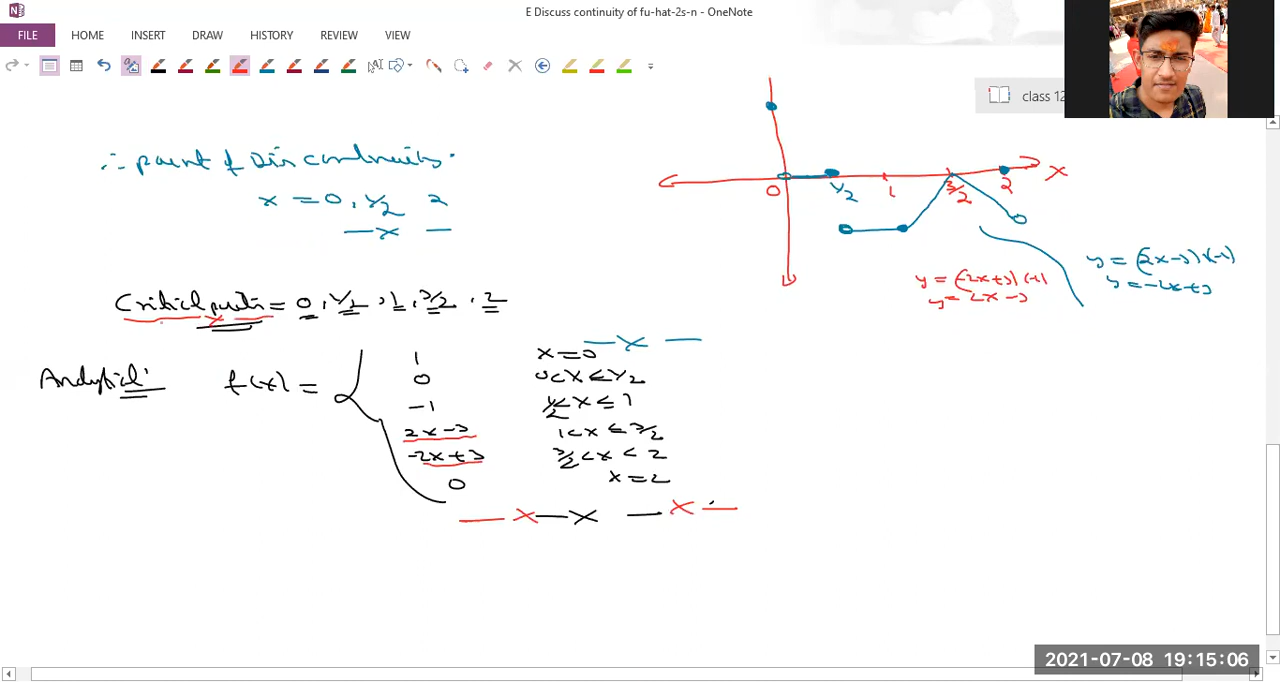 E Discuss continuity of fu-hat-2s-n - OneNote
FILE HOME INSERT DRAW HISTORY REVIEW VIEW
class 12
∴ point of Discontinuity.
x = 0, 1/2 2
— x —
x
0
1/2
1
3/2
2
y = (-2x+3)(-1)
y = 2x-3
y = (2x-3)x(-1)
y = -2x+3
Critical points = 0, 1/2, 1, 3/2, 2
— x —
Analytical: f(x) =
1 x = 0
0 0 < x ≤ 1/2
-1 1/2 < x ≤ 1
2x-3 1 < x ≤ 3/2
-2x+3 3/2 < x < 2
0 x = 2
— x — x — x —
2021-07-08 19:15:06